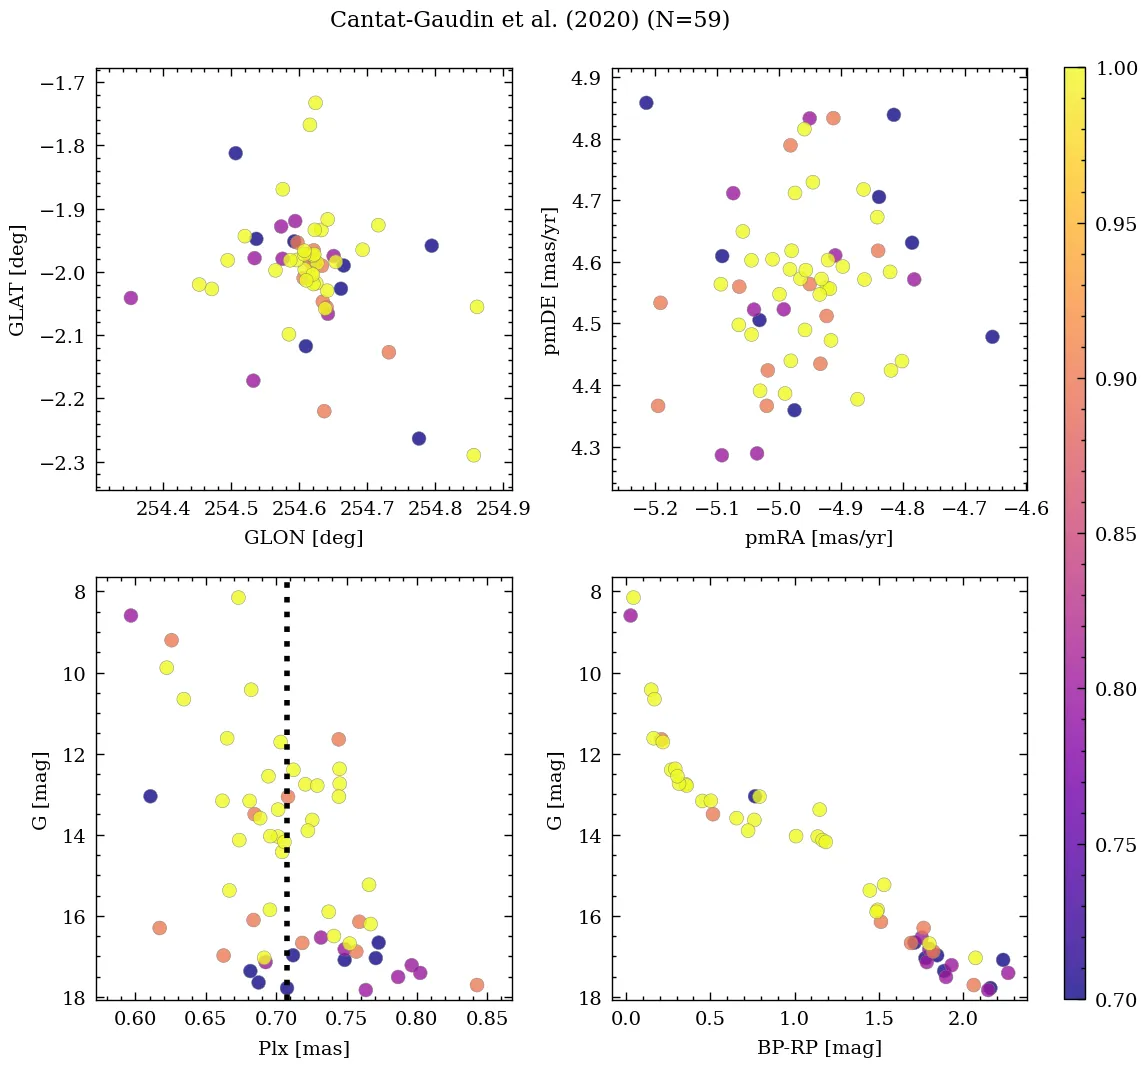 Cantat-Gaudin et al. (2020) (N=59)
−1.7
−1.8
−1.9
−2.0
−2.1
−2.2
−2.3
GLAT [deg]
254.4 254.5 254.6 254.7 254.8 254.9
GLON [deg]
4.9
4.8
4.7
4.6
4.5
4.4
4.3
pmDE [mas/yr]
−5.2 −5.1 −5.0 −4.9 −4.8 −4.7 −4.6
pmRA [mas/yr]
8
10
12
14
16
18
G [mag]
0.60 0.65 0.70 0.75 0.80 0.85
Plx [mas]
8
10
12
14
16
18
G [mag]
0.0 0.5 1.0 1.5 2.0
BP-RP [mag]
1.00
0.95
0.90
0.85
0.80
0.75
0.70